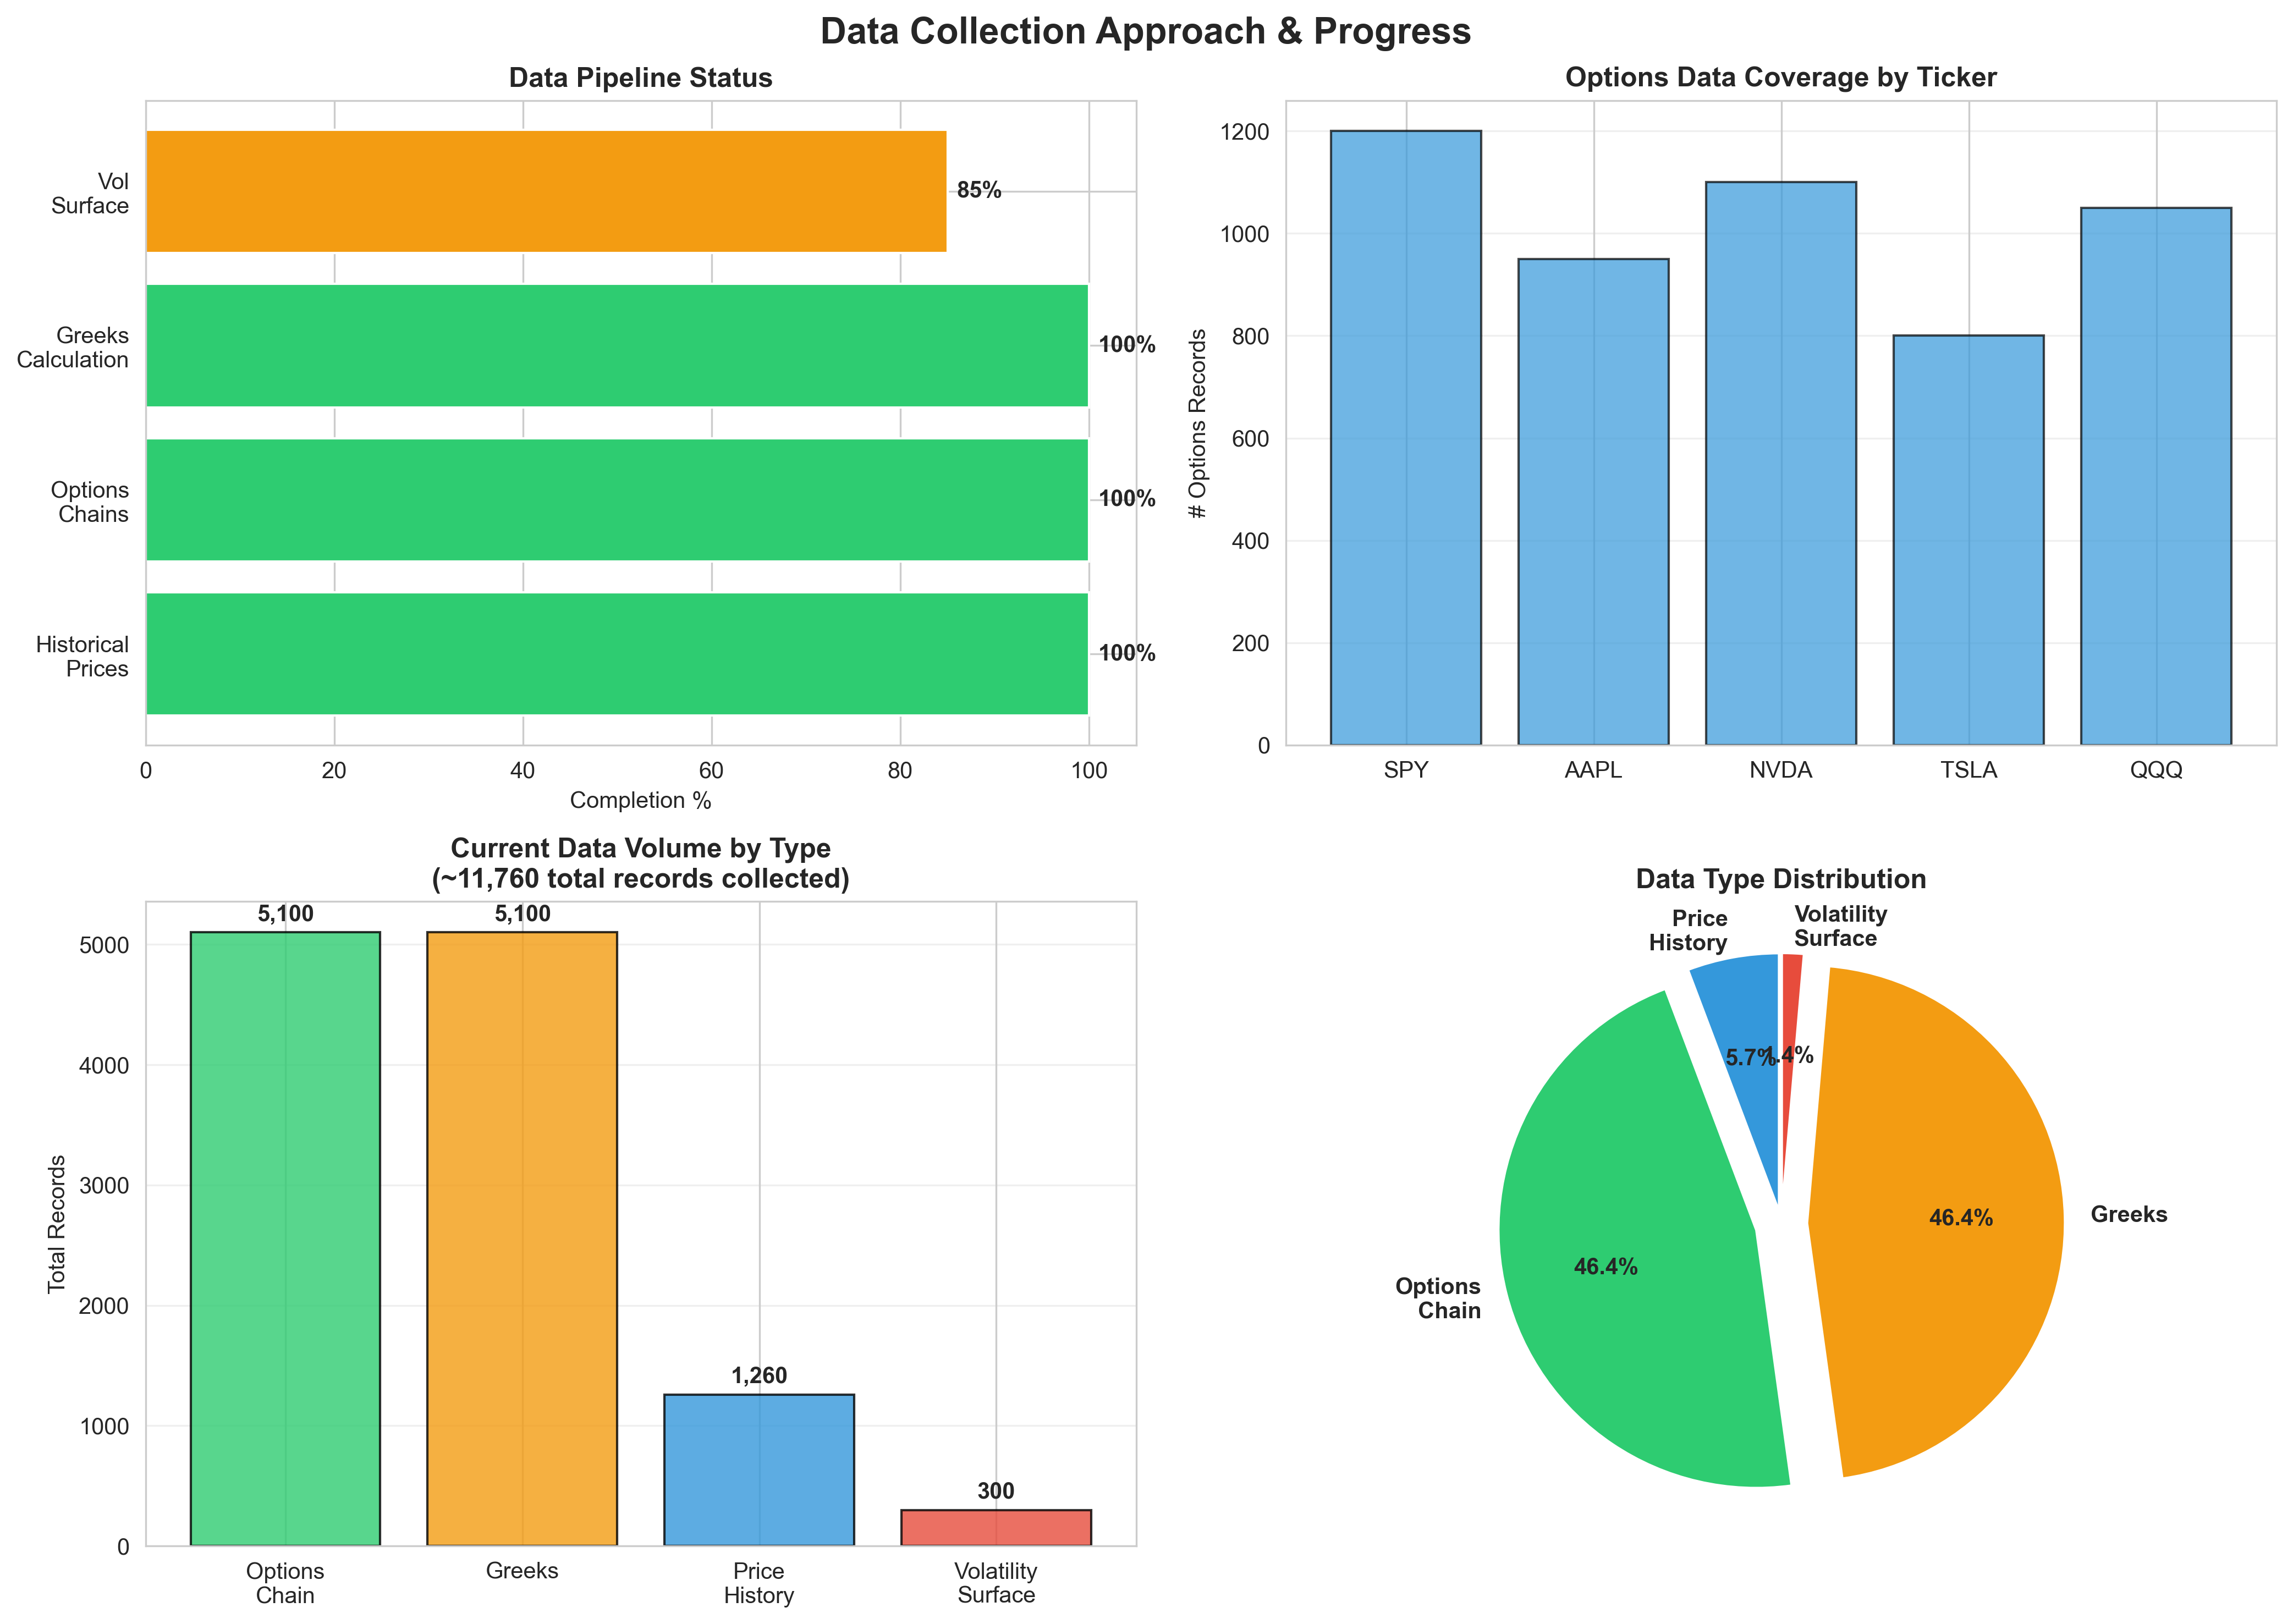 Data Collection Approach & Progress
Data Pipeline Status
Vol
Surface
85%
Greeks
Calculation
100%
Options
Chains
100%
Historical
Prices
100%
0 20 40 60 80 100
Completion %
Options Data Coverage by Ticker
# Options Records
1200
1000
800
600
400
200
0
SPY AAPL NVDA TSLA QQQ
Current Data Volume by Type
(~11,760 total records collected)
Total Records
5000
4000
3000
2000
1000
0
5,100
5,100
1,260
300
Options
Chain
Greeks
Price
History
Volatility
Surface
Data Type Distribution
Price
History
Volatility
Surface
5.7%
1.4%
46.4%
Greeks
46.4%
Options
Chain